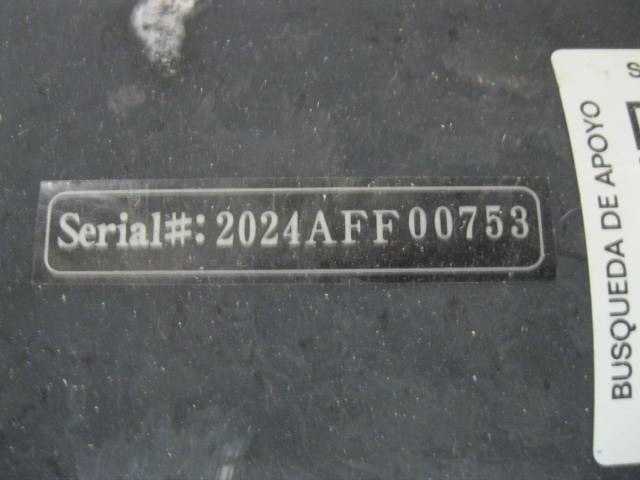 Serial#: 2024AFF00753
BUSQUEDA DE APOYO
S